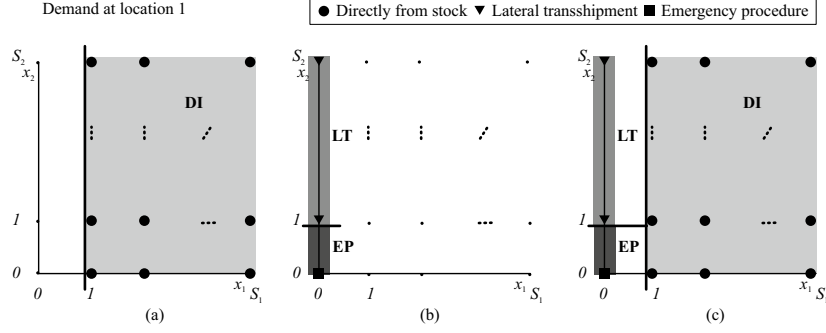 Demand at location 1
● Directly from stock ▼ Lateral transshipment ■ Emergency procedure
S2
x2
DI
1
0
0
1
x1
S1
(a)
S2
x2
LT
1
EP
0
0
1
x1
S1
(b)
S2
x2
LT
DI
1
EP
0
0
1
x1
S1
(c)